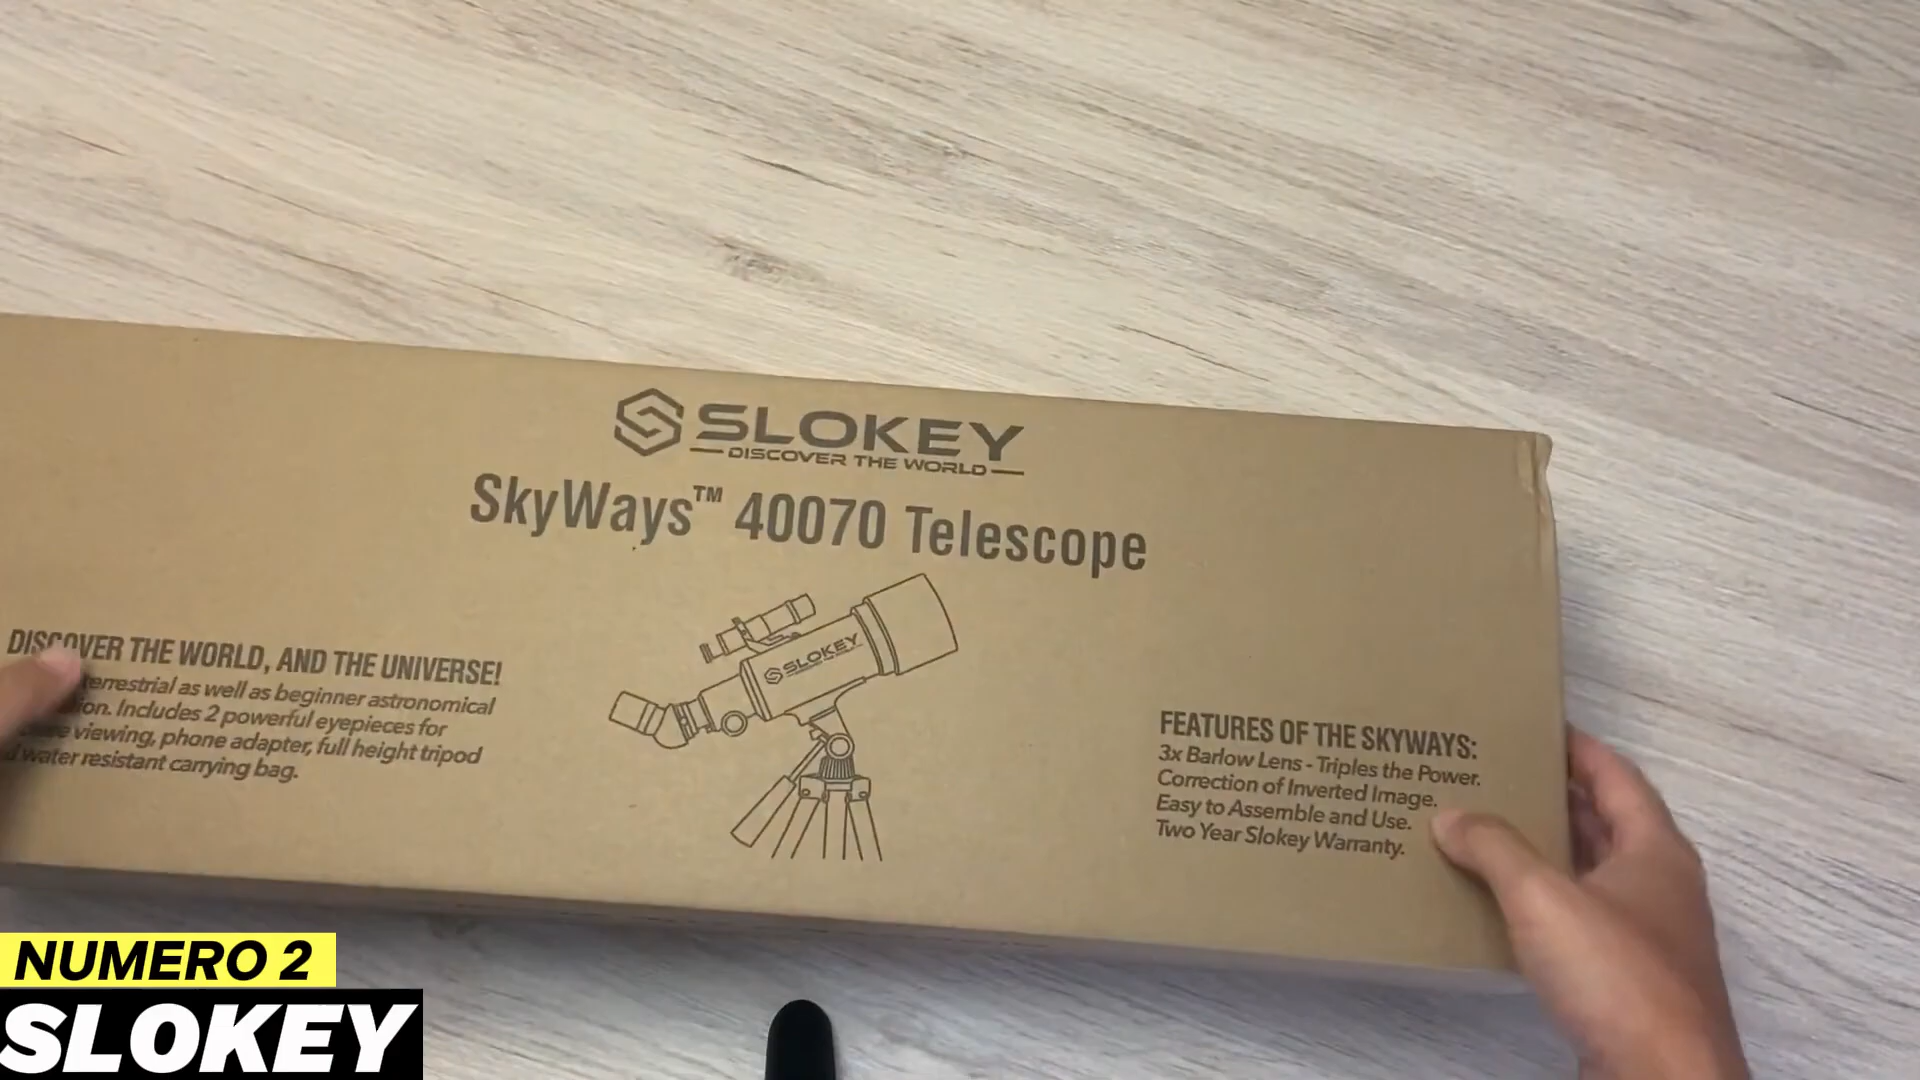 SLOKEY
DISCOVER THE WORLD
SkyWays™ 40070 Telescope
SLOKEY
DISCOVER THE WORLD, AND THE UNIVERSE!
terrestrial as well as beginner astronomical
Includes 2 powerful eyepieces for
viewing, phone adapter, full height tripod
water resistant carrying bag.
FEATURES OF THE SKYWAYS:
3x Barlow Lens - Triples the Power.
Correction of Inverted Image.
Easy to Assemble and Use.
Two Year Slokey Warranty.
NUMERO 2
SLOKEY